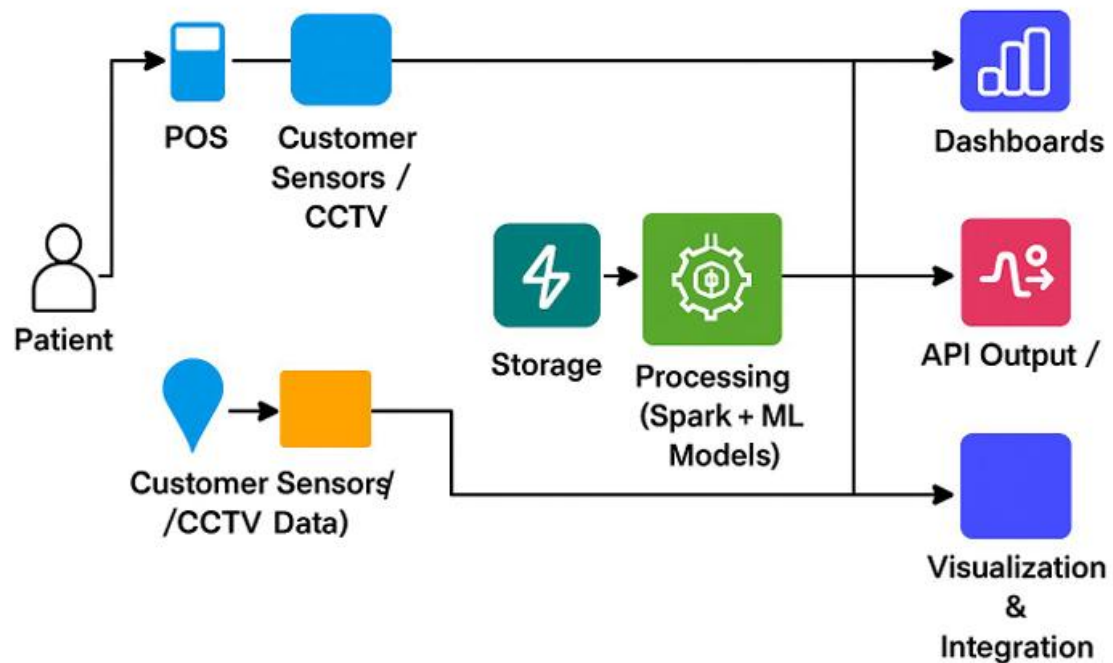 POS
Customer
Sensors /
CCTV
Dashboards
Patient
Storage
Processing
(Spark + ML
Models)
API Output /
Customer Sensors/
/CCTV Data)
Visualization
&
Integration